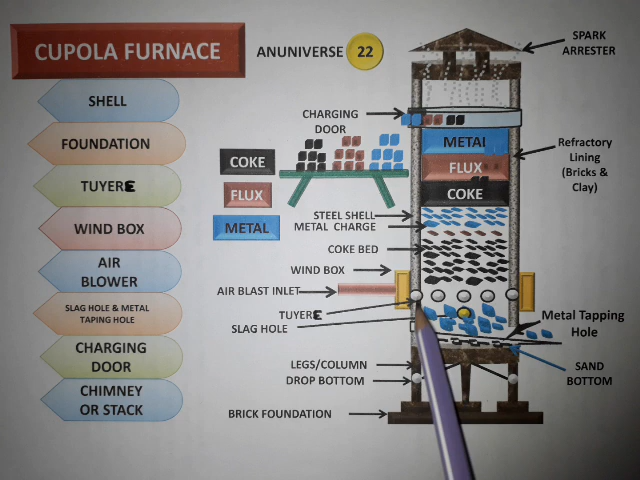 CUPOLA FURNACE
ANUNIVERSE 22
SHELL
FOUNDATION
TUYERE
WIND BOX
AIR
BLOWER
SLAG HOLE & METAL
TAPING HOLE
CHARGING
DOOR
CHIMNEY
OR STACK
COKE
FLUX
METAL
SPARK
ARRESTER
CHARGING
DOOR
METAL
FLUX
COKE
Refractory
Lining
(Bricks &
Clay)
STEEL SHELL
METAL CHARGE
COKE BED
WIND BOX
AIR BLAST INLET
TUYERE
SLAG HOLE
Metal Tapping
Hole
LEGS/COLUMN
DROP BOTTOM
SAND
BOTTOM
BRICK FOUNDATION